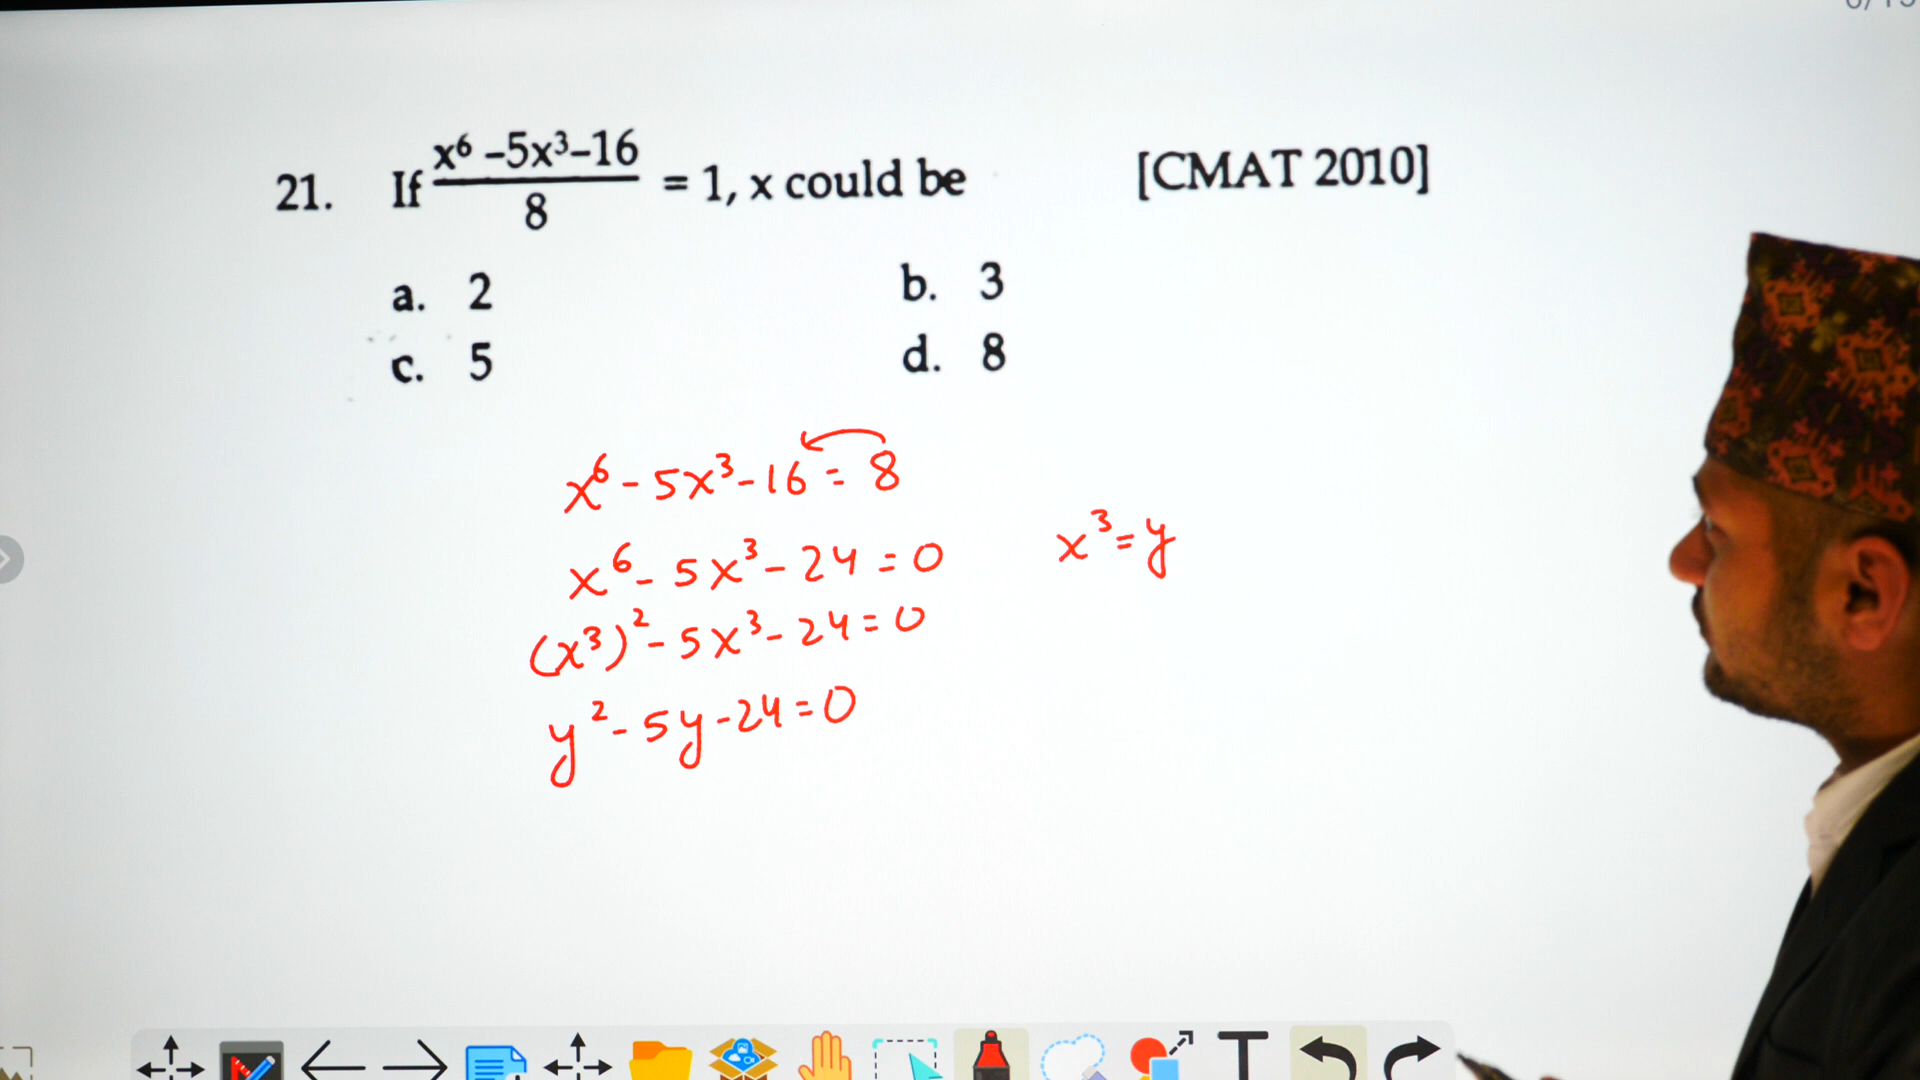 21. If x⁶ –5x³–16 / 8 = 1, x could be [CMAT 2010]
a. 2 b. 3
c. 5 d. 8
x⁶ - 5x³ - 16 = 8
x⁶ - 5x³ - 24 = 0 x³ = y
(x³)² - 5x³ - 24 = 0
y² - 5y - 24 = 0